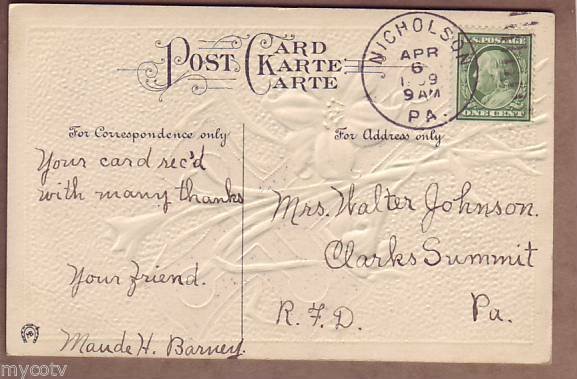 POST CARD
KARTE
CARTE
NICHOLSON
APR
6
1909
9 AM
PA.
U.S. POSTAGE
ONE CENT
For Correspondence only
For Address only
Your card rec'd
with many thanks
Your friend.
Maude H. Barney.
Mrs. Walter Johnson.
Clarks Summit
R. F. D. Pa.
mycotv